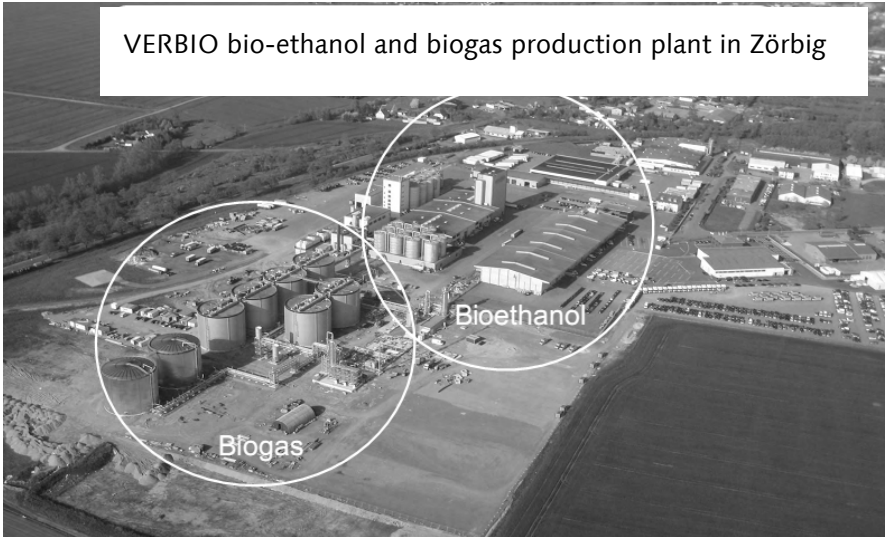 VERBIO bio-ethanol and biogas production plant in Zörbig
Bioethanol
Biogas